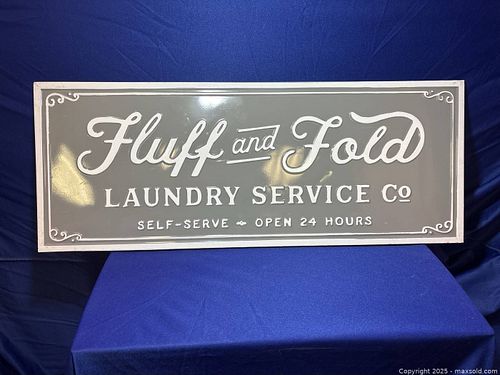 Fluff and Fold
LAUNDRY SERVICE CO
SELF-SERVE ~ OPEN 24 HOURS
Copyright 2025 - maxsold.com